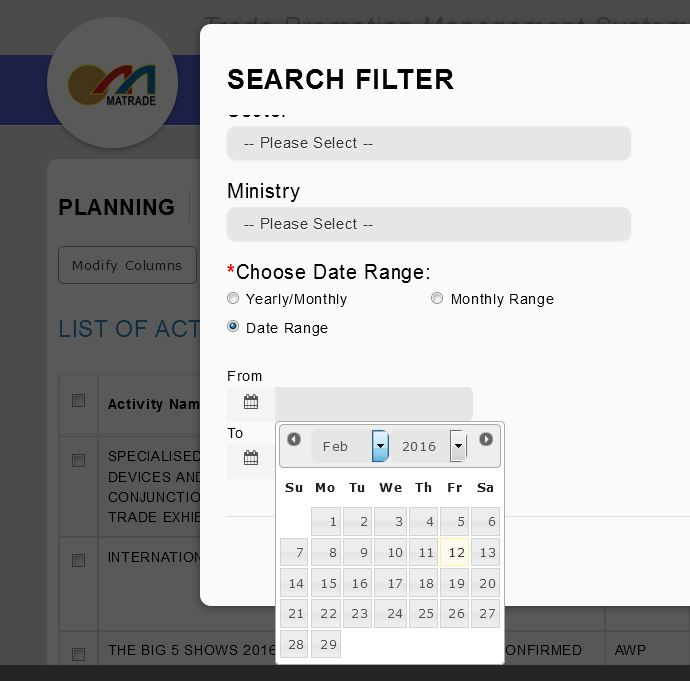 Trade Promotion Management System
MATRADE
SEARCH FILTER
-- Please Select --
Ministry
-- Please Select --
*Choose Date Range:
Yearly/Monthly
Monthly Range
Date Range
From
To
Feb 2016
Su Mo Tu We Th Fr Sa
1 2 3 4 5 6
7 8 9 10 11 12 13
14 15 16 17 18 19 20
21 22 23 24 25 26 27
28 29
PLANNING
Modify Columns
LIST OF ACT
Activity Nam
SPECIALISED
DEVICES AND
CONJUNCTIO
TRADE EXHIE
INTERNATION
THE BIG 5 SHOWS 2016
ONFIRMED
AWP